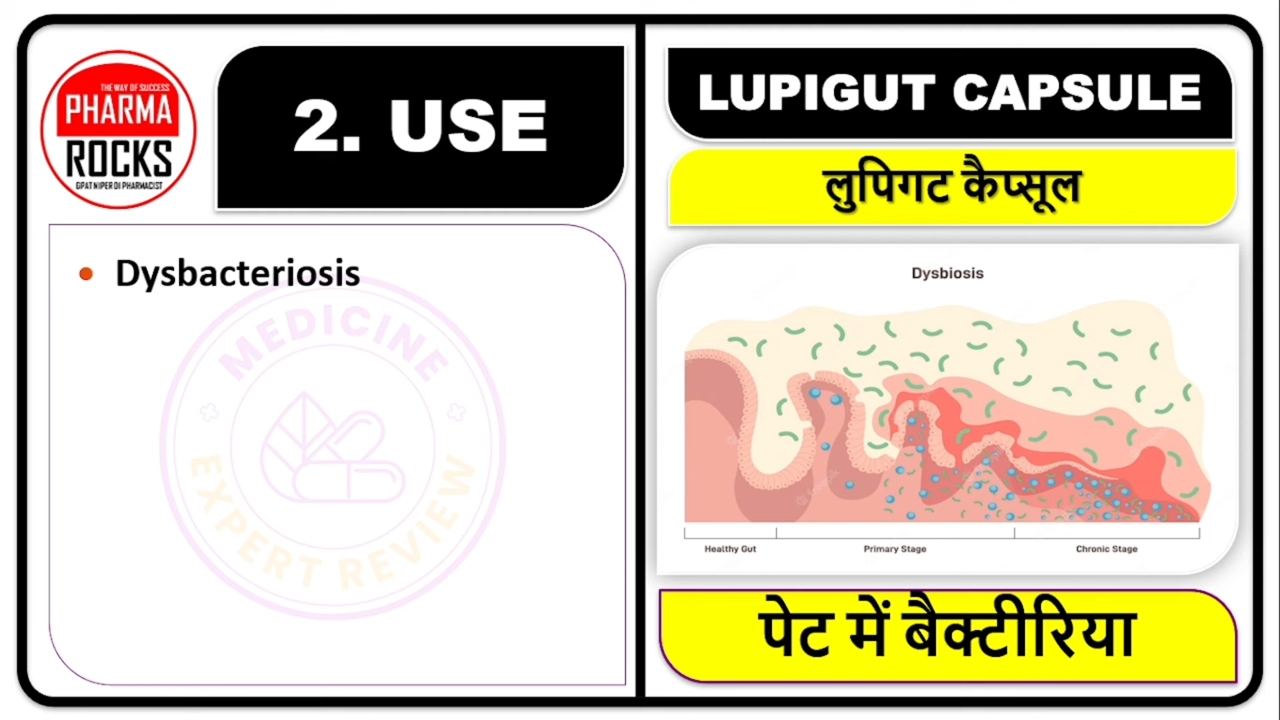 THE WAY OF SUCCESS
PHARMA
ROCKS
GPAT NIPER DI PHARMACIST
2. USE
• Dysbacteriosis
MEDICINE
EXPERT REVIEW
LUPIGUT CAPSULE
लुपिगट कैप्सूल
Dysbiosis
Healthy Gut
Primary Stage
Chronic Stage
पेट में बैक्टीरिया